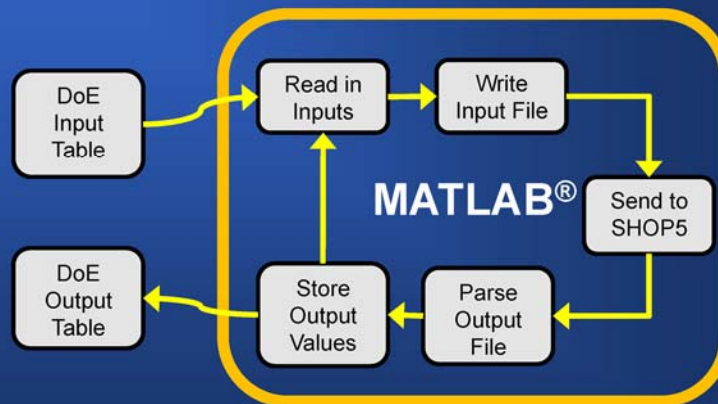 DoE
Input
Table
Read in
Inputs
Write
Input File
MATLAB®
Send to
SHOP5
DoE
Output
Table
Store
Output
Values
Parse
Output
File